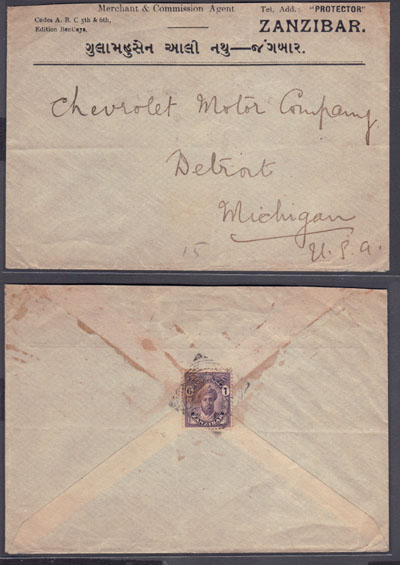 Merchant & Commission Agent.
Tel. Add.: "PROTECTOR"
Codes A. B. C 5th & 6th,
Edition Bentleys.
ZANZIBAR.
ગુલામહુસેન આલી નથુ—જંગબાર.
Chevrolet Motor Company
Detroit
Michigan
U.S.A.
15
ZANZIBAR